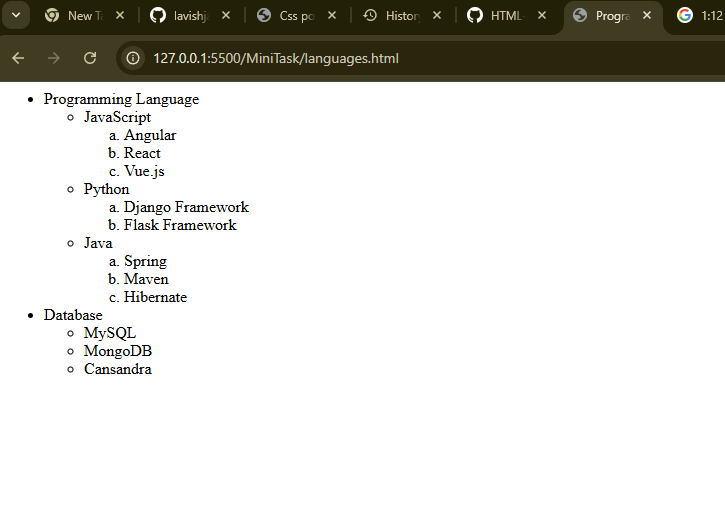 New Ta
lavishj
Css po
Histor
HTML-
Progra
1:12
127.0.0.1:5500/MiniTask/languages.html
Programming Language
JavaScript
a. Angular
b. React
c. Vue.js
Python
a. Django Framework
b. Flask Framework
Java
a. Spring
b. Maven
c. Hibernate
Database
MySQL
MongoDB
Cansandra